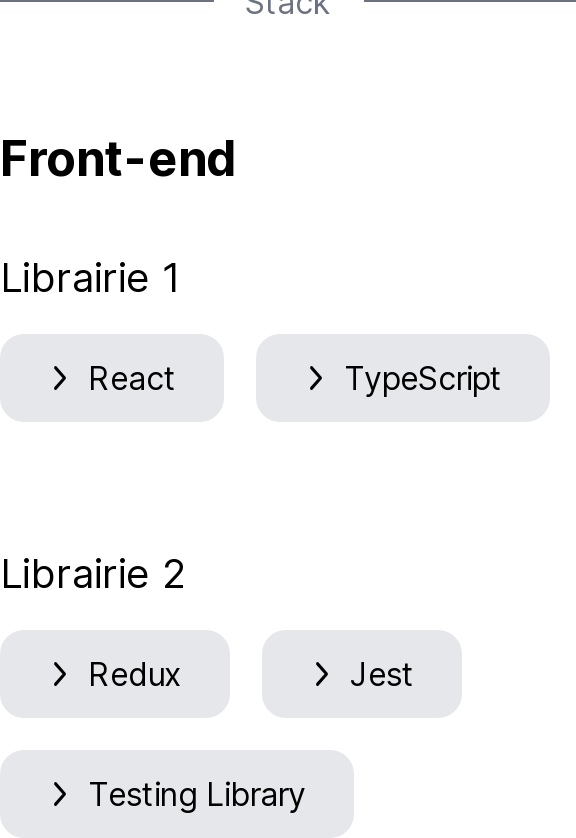 Stack
Front-end
Librairie 1
React
TypeScript
Librairie 2
Redux
Jest
Testing Library